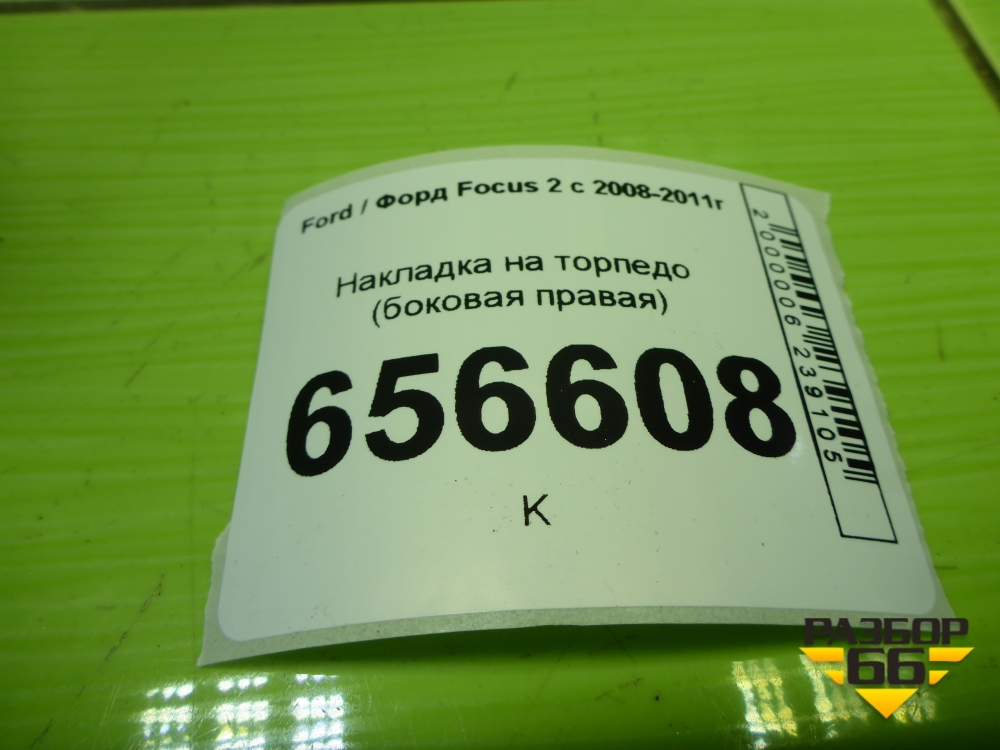 Ford / Форд Focus 2 с 2008-2011г
Накладка на торпедо
(боковая правая)
656608
К
2000006239105
РАЗБОР
66